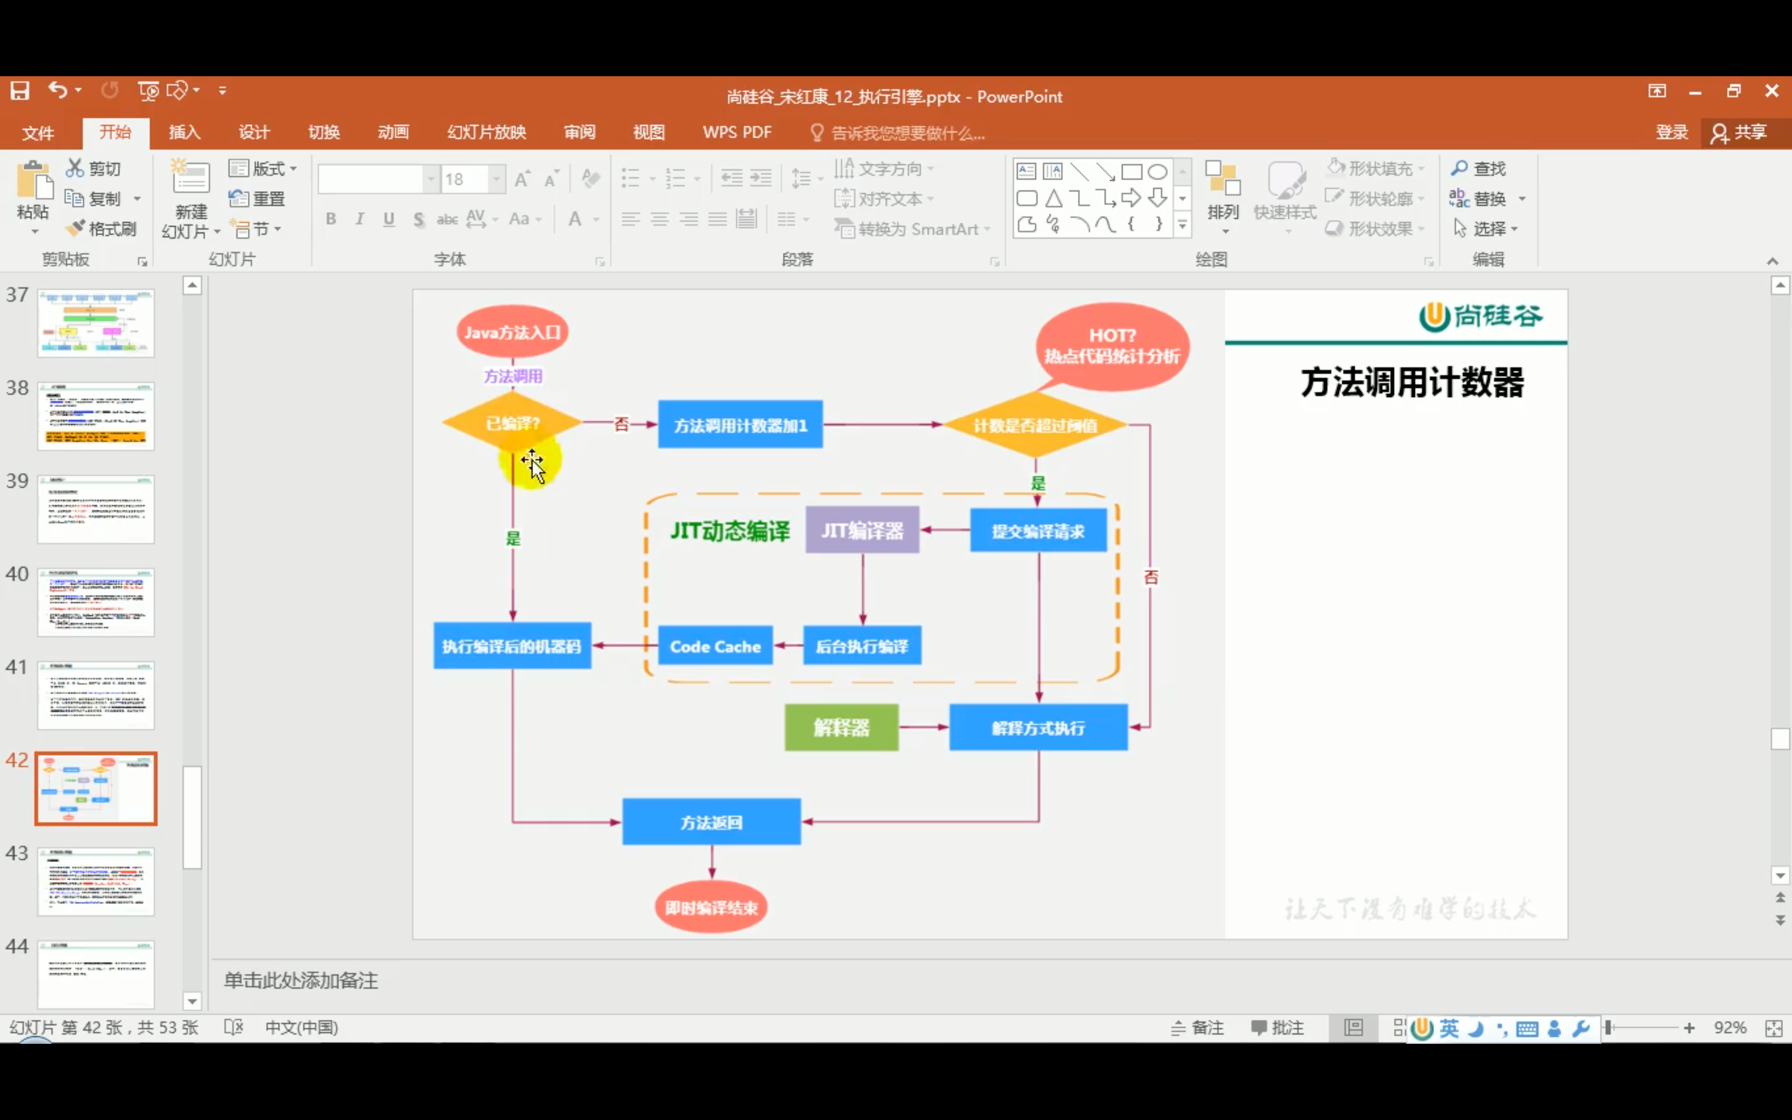 尚硅谷_宋红康_12_执行引擎.pptx - PowerPoint
文件 开始 插入 设计 切换 动画 幻灯片放映 审阅 视图 WPS PDF 告诉我您想要做什么... 登录 共享
粘贴
剪切
复制
格式刷
剪贴板
新建
幻灯片
版式
重置
节
幻灯片
18
B I U S abc AV Aa A
字体
文字方向
对齐文本
转换为 SmartArt
段落
排列
快速样式
形状填充
形状轮廓
形状效果
绘图
查找
替换
选择
编辑
37
38
39
40
41
42
43
44
Java方法入口
方法调用
已编译?
否
方法调用计数器加1
计数是否超过阈值
HOT?
热点代码统计分析
是
否
是
JIT动态编译
JIT编译器
提交编译请求
执行编译后的机器码
Code Cache
后台执行编译
解释器
解释方式执行
方法返回
即时编译结束
尚硅谷
方法调用计数器
让天下没有难学的技术
单击此处添加备注
幻灯片 第 42 张，共 53 张 中文(中国) 备注 批注 英 92%